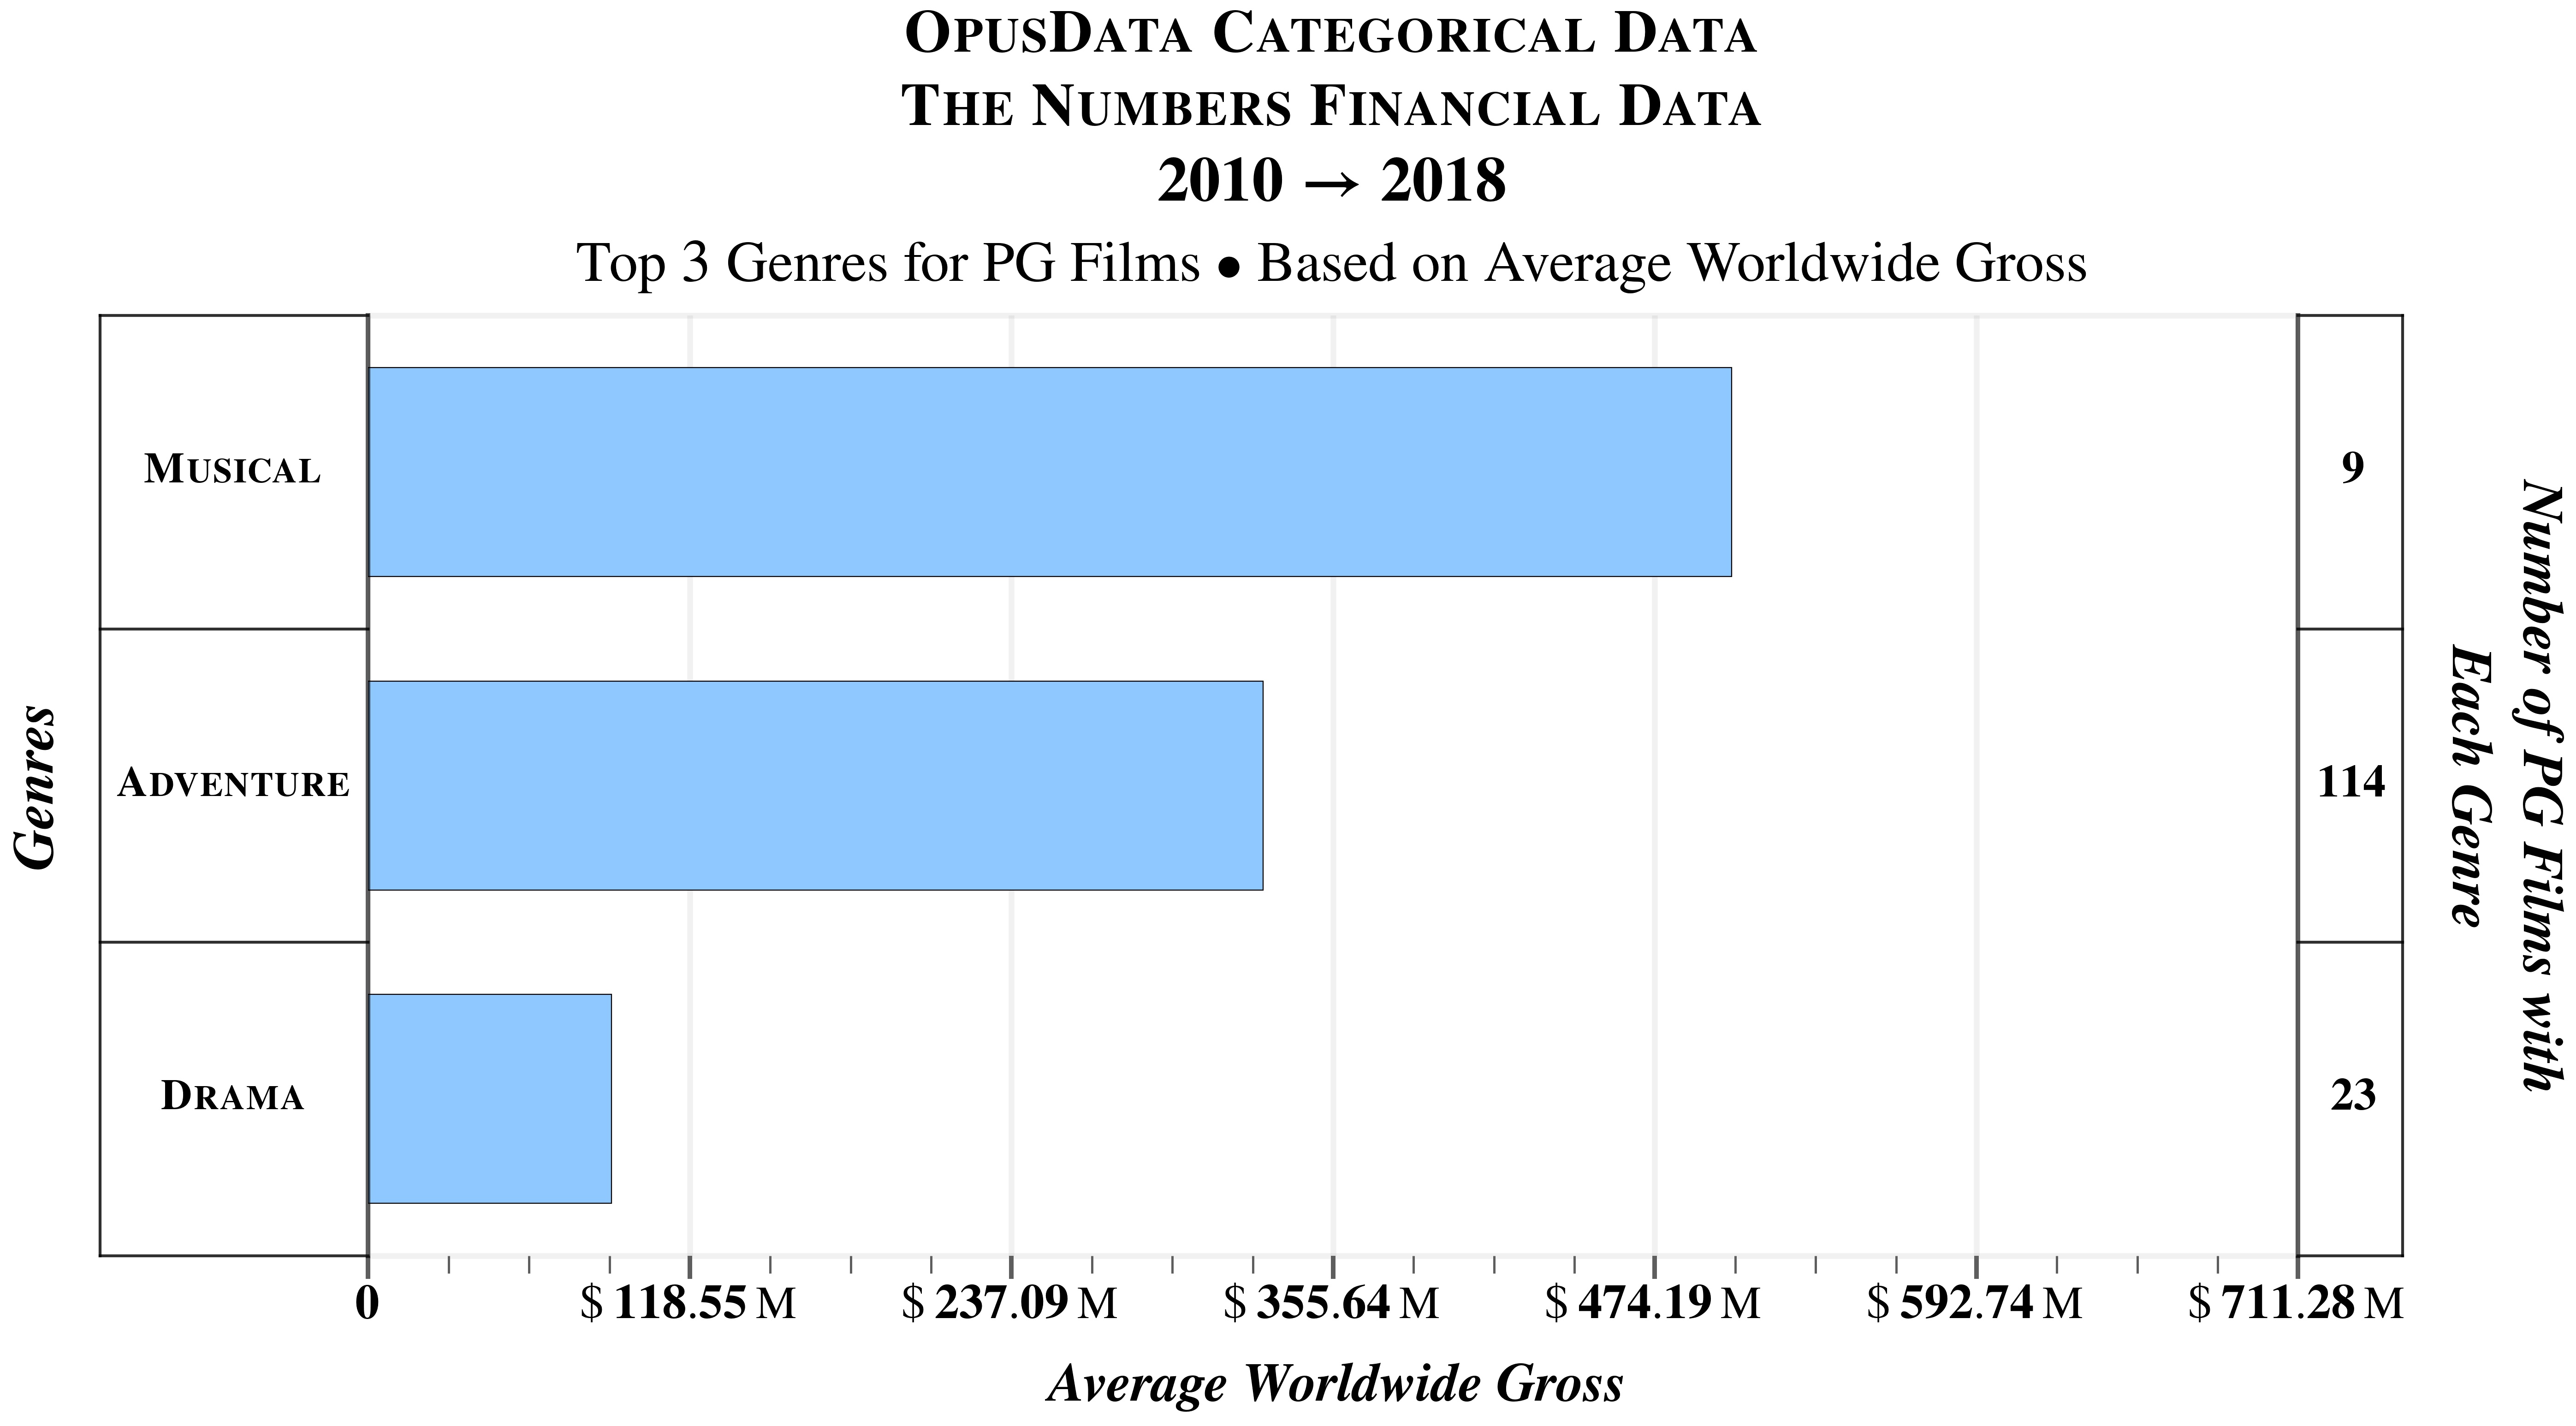 OpusData Categorical Data
The Numbers Financial Data
2010 → 2018
Top 3 Genres for PG Films • Based on Average Worldwide Gross
Genres
Musical
Adventure
Drama
9
114
23
Number of PG Films with
Each Genre
0
$ 118.55 M
$ 237.09 M
$ 355.64 M
$ 474.19 M
$ 592.74 M
$ 711.28 M
Average Worldwide Gross